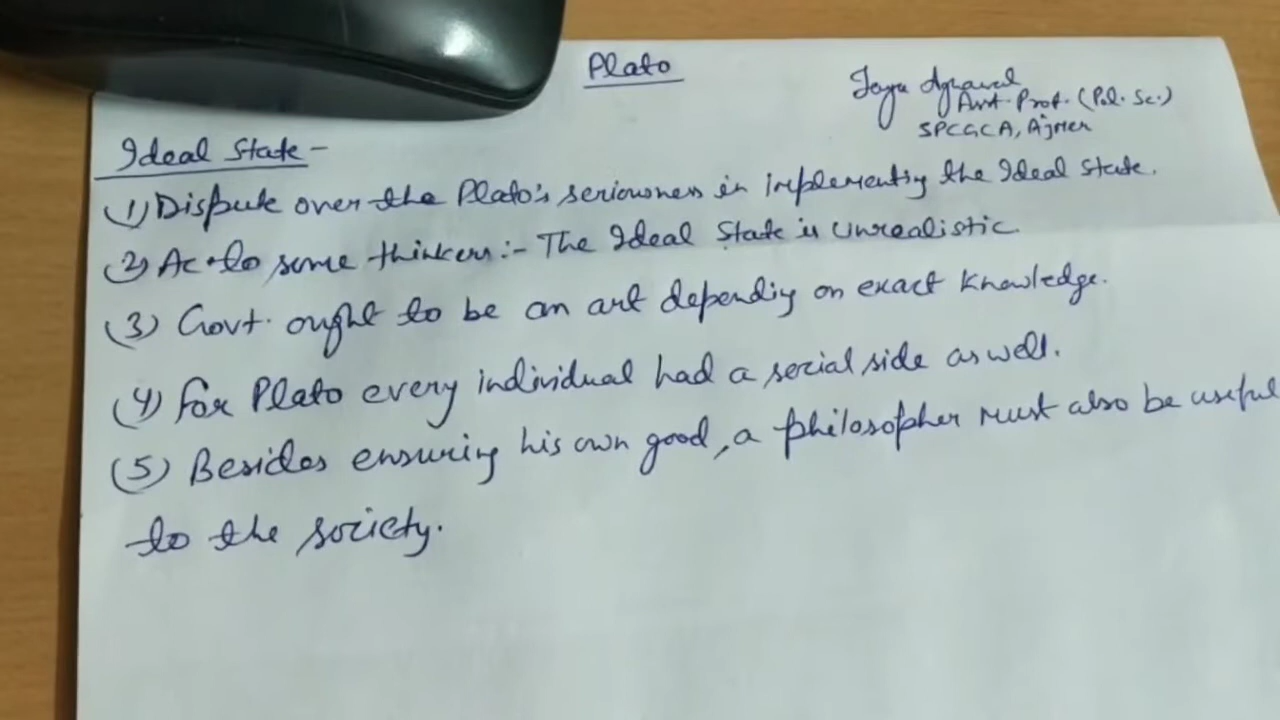 Plato
Jaya Agrawal
Asst. Prof. (Pol. Sc.)
SPCGCA, Ajmer
Ideal State -
(1) Dispute over the Plato's seriousness in implementing the Ideal State.
(2) Ac. to some thinkers:- The Ideal State is unrealistic.
(3) Govt. ought to be an art depending on exact knowledge.
(4) For Plato every individual had a social side as well.
(5) Besides ensuring his own good, a philosopher must also be useful
to the society.